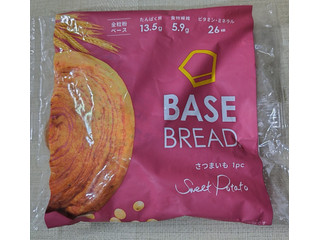 全粒粉 たんぱく質 食物繊維 ビタミン・ミネラル
ベース 13.5g 5.9g 26種
BASE
BREAD
さつまいも 1pc
Sweet Potato